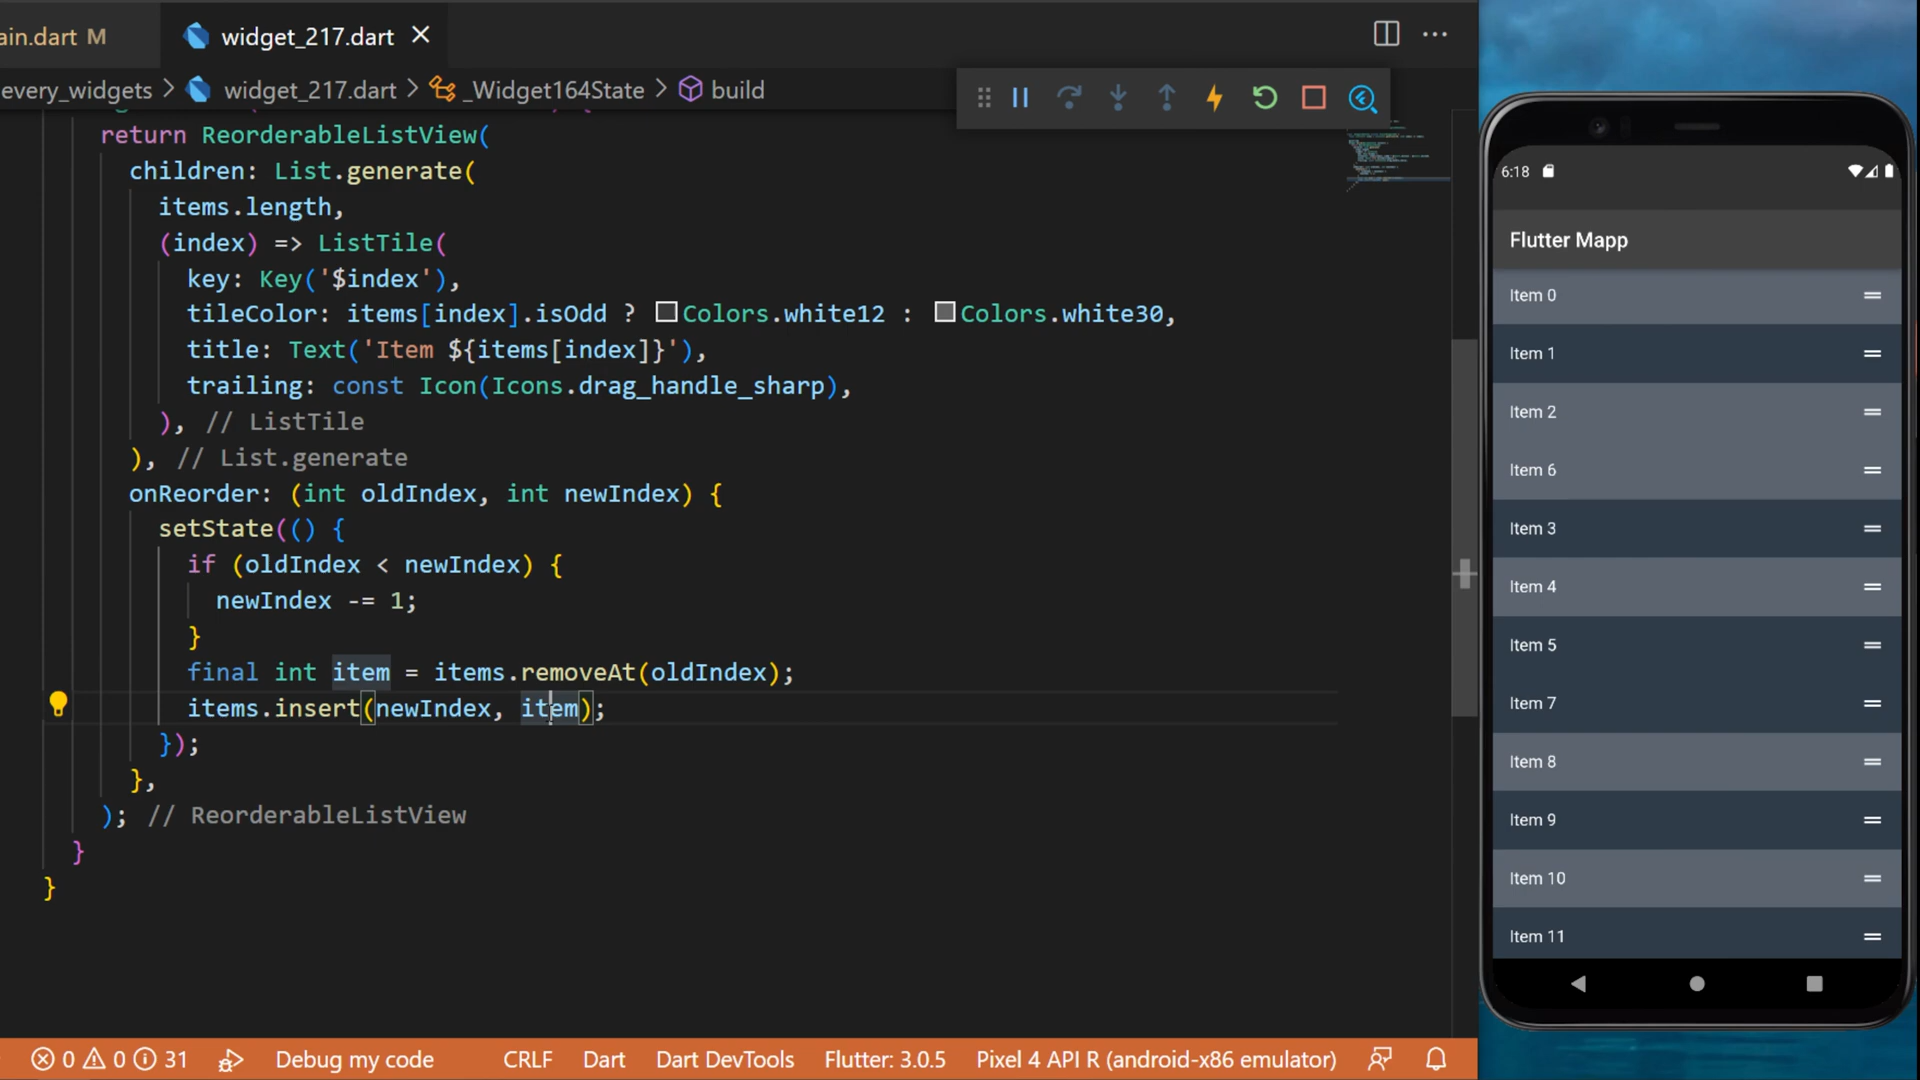 ain.dart M
widget_217.dart
every_widgets > widget_217.dart > _Widget164State > build
return ReorderableListView(
children: List.generate(
items.length,
(index) => ListTile(
key: Key('$index'),
tileColor: items[index].isOdd ? Colors.white12 : Colors.white30,
title: Text('Item ${items[index]}'),
trailing: const Icon(Icons.drag_handle_sharp),
), // ListTile
), // List.generate
onReorder: (int oldIndex, int newIndex) {
setState(() {
if (oldIndex < newIndex) {
newIndex -= 1;
}
final int item = items.removeAt(oldIndex);
items.insert(newIndex, item);
});
},
); // ReorderableListView
}
}
0 0 31 Debug my code CRLF Dart Dart DevTools Flutter: 3.0.5 Pixel 4 API R (android-x86 emulator)
6:18
Flutter Mapp
Item 0
Item 1
Item 2
Item 6
Item 3
Item 4
Item 5
Item 7
Item 8
Item 9
Item 10
Item 11